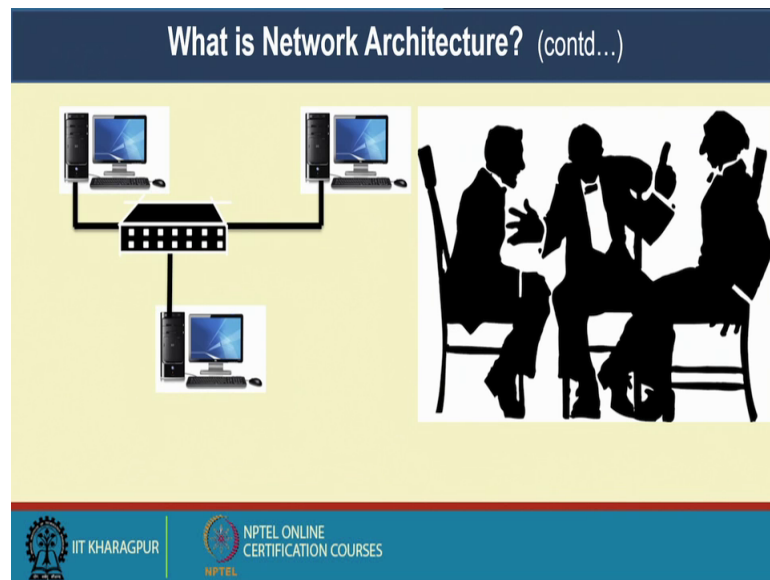 What is Network Architecture? (contd...)
IIT KHARAGPUR
NPTEL
NPTEL ONLINE
CERTIFICATION COURSES